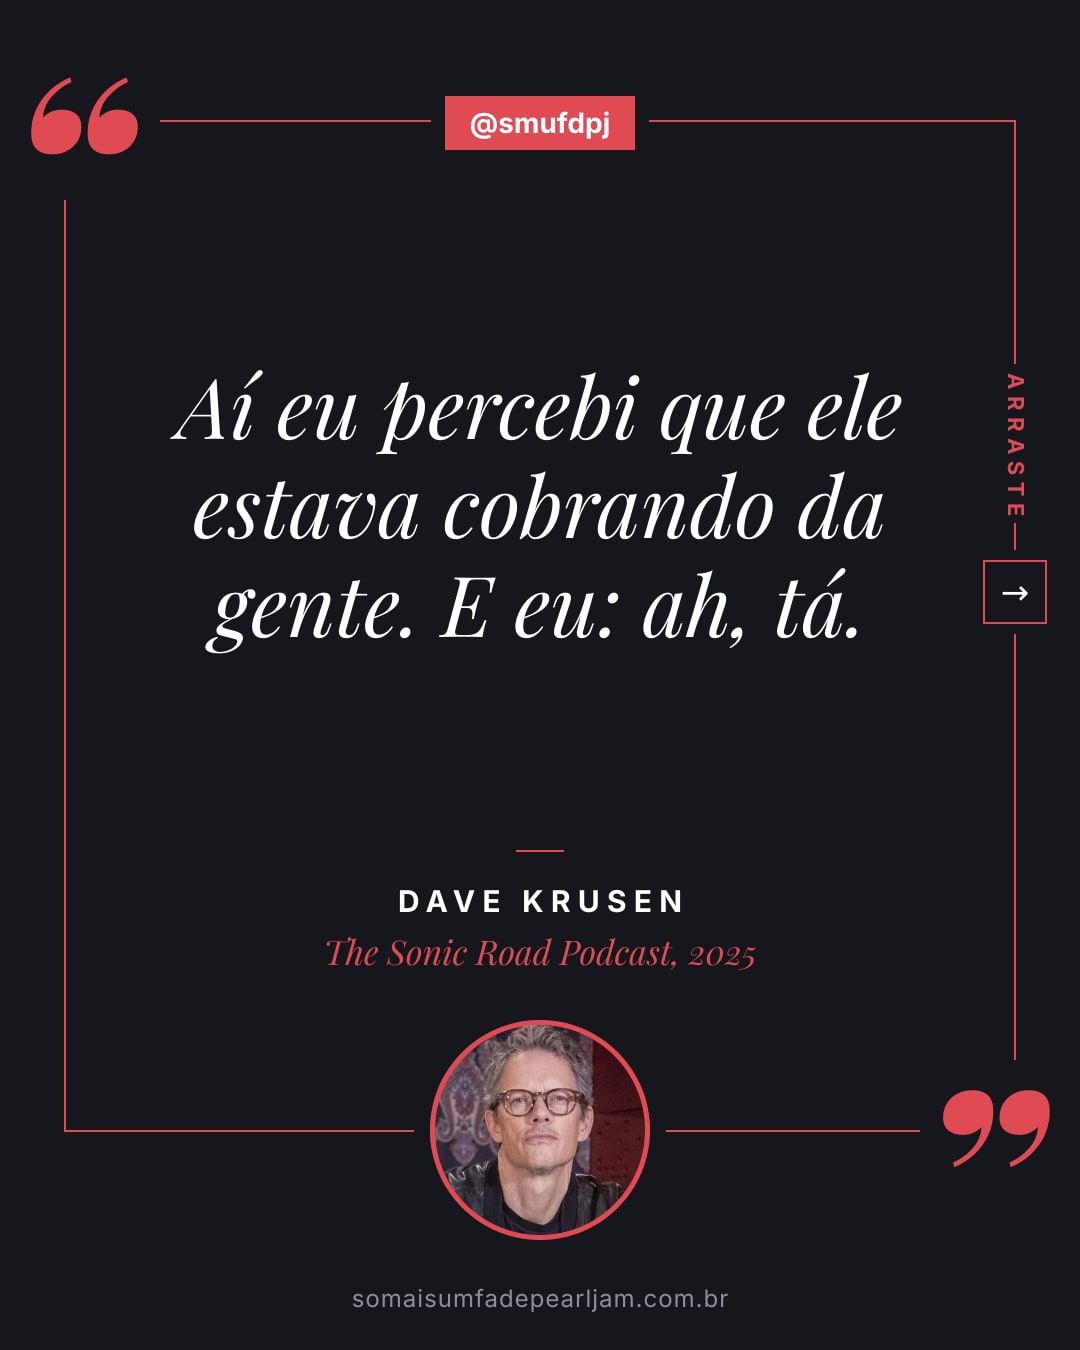 “
@smufdpj
Aí eu percebi que ele
estava cobrando da
gente. E eu: ah, tá.
ARRASTE
→
DAVE KRUSEN
The Sonic Road Podcast, 2025
”
somaisumfadepearljam.com.br